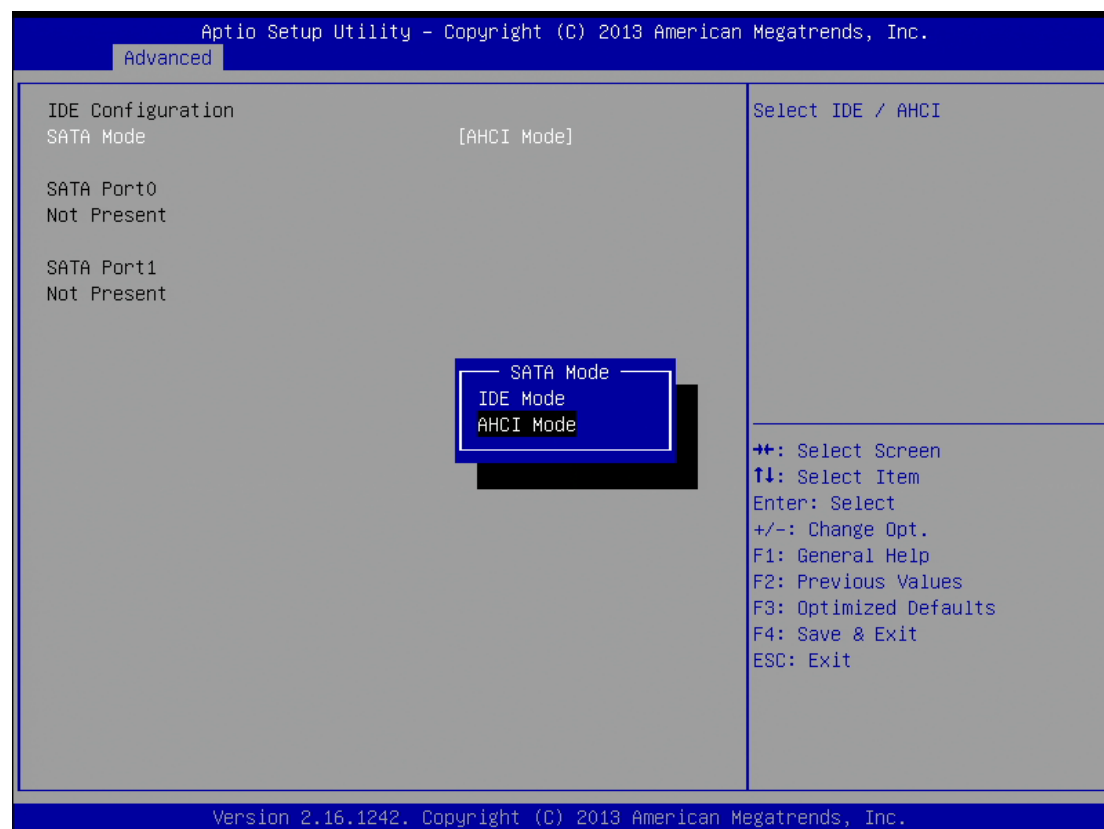 Aptio Setup Utility – Copyright (C) 2013 American Megatrends, Inc.
Advanced
IDE Configuration
SATA Mode [AHCI Mode]
SATA Port0
Not Present
SATA Port1
Not Present
SATA Mode
IDE Mode
AHCI Mode
Select IDE / AHCI
→←: Select Screen
↑↓: Select Item
Enter: Select
+/-: Change Opt.
F1: General Help
F2: Previous Values
F3: Optimized Defaults
F4: Save & Exit
ESC: Exit
Version 2.16.1242. Copyright (C) 2013 American Megatrends, Inc.